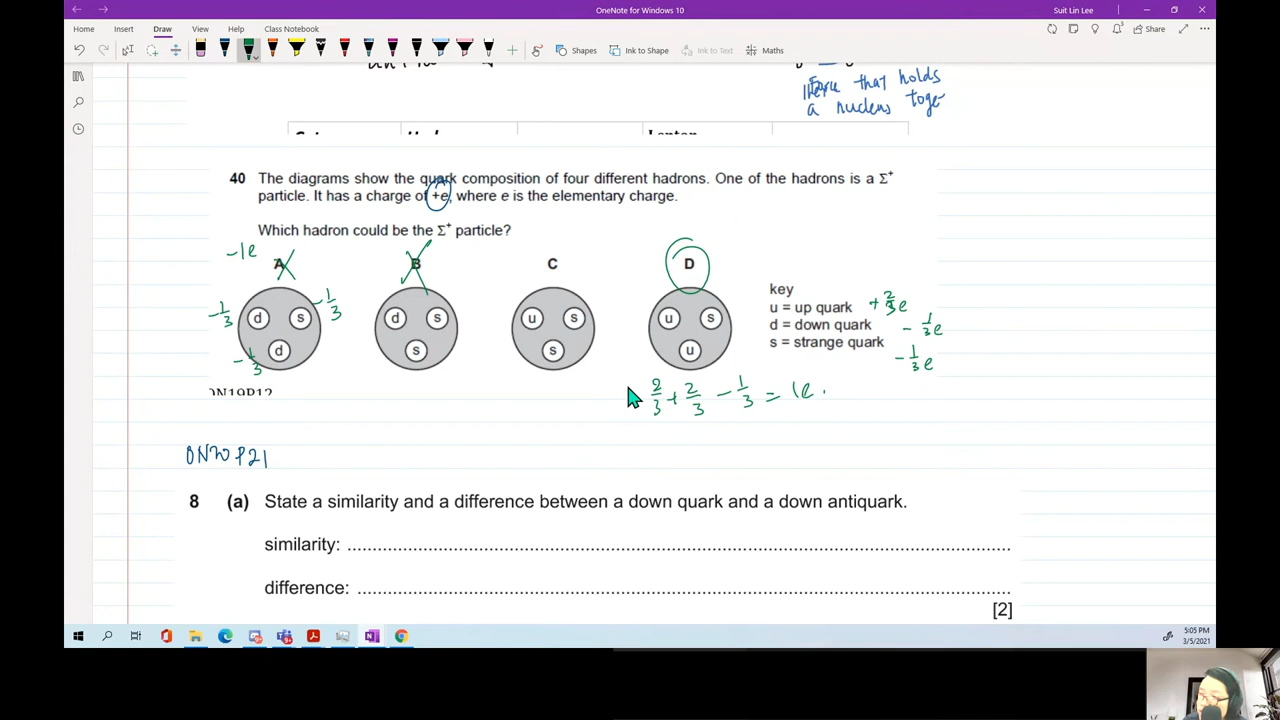 OneNote for Windows 10
Suit Lin Lee
Home Insert Draw View Help Class Notebook
Share
Shapes Ink to Shape Ink to Text Maths
Force that holds
a nucleus toge
40 The diagrams show the quark composition of four different hadrons. One of the hadrons is a Σ+
particle. It has a charge of +e, where e is the elementary charge.
Which hadron could be the Σ+ particle?
-1e
A B C D
key
u = up quark +2/3e
d = down quark -1/3e
s = strange quark -1/3e
-1/3 d s -1/3
d s
u s
u s
-1/3 d
s
s
u
2/3 + 2/3 - 1/3 = 1e.
ON19P12
ON20P21
8 (a) State a similarity and a difference between a down quark and a down antiquark.
similarity: ....................................................................................................
difference: ....................................................................................................
[2]
5:05 PM
3/5/2021